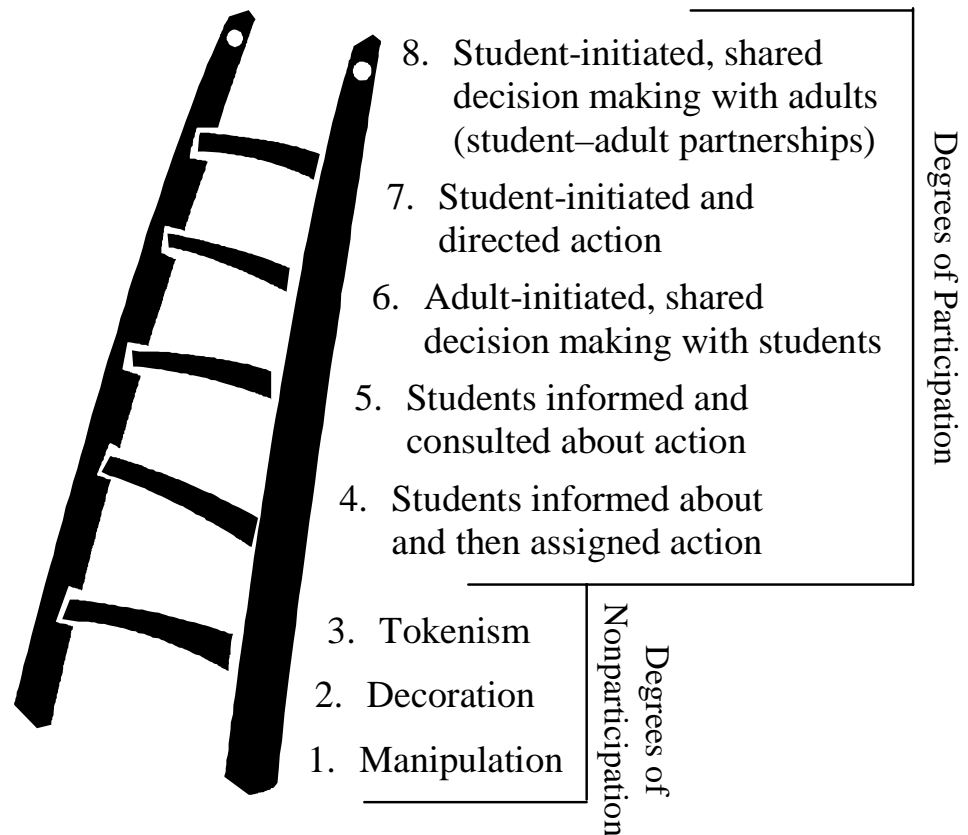 8. Student-initiated, shared
decision making with adults
(student–adult partnerships)
7. Student-initiated and
directed action
6. Adult-initiated, shared
decision making with students
5. Students informed and
consulted about action
4. Students informed about
and then assigned action
Degrees of Participation
3. Tokenism
2. Decoration
1. Manipulation
Degrees of
Nonparticipation